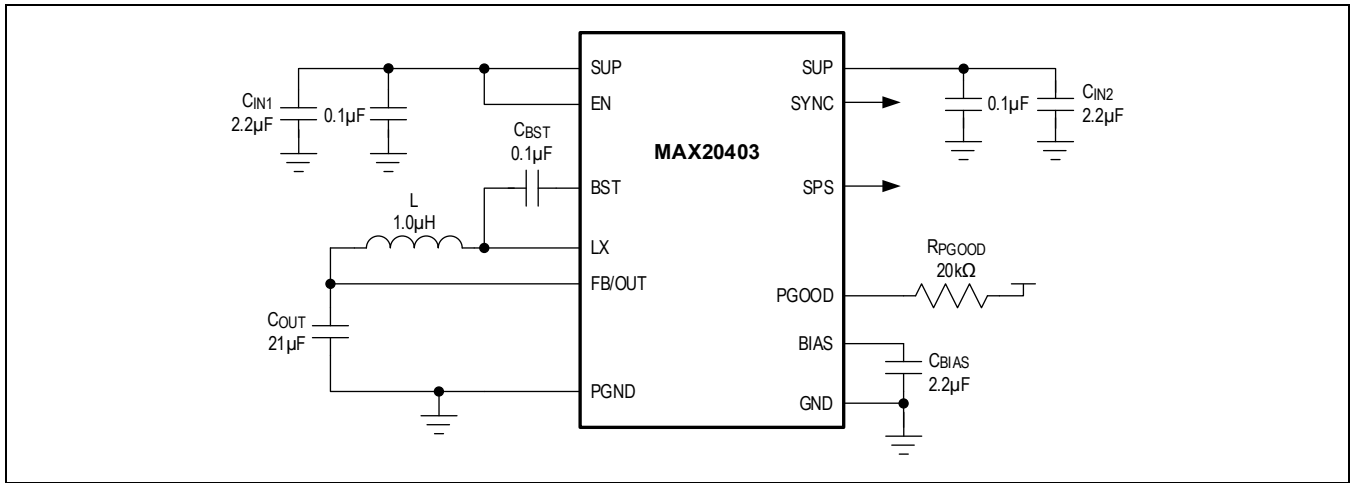 SUP
EN
CIN1
2.2µF
0.1µF
CBST
0.1µF
BST
L
1.0µH
LX
FB/OUT
COUT
21µF
PGND
MAX20403
SUP
SYNC
0.1µF
CIN2
2.2µF
SPS
RPGOOD
20kΩ
PGOOD
BIAS
CBIAS
2.2µF
GND